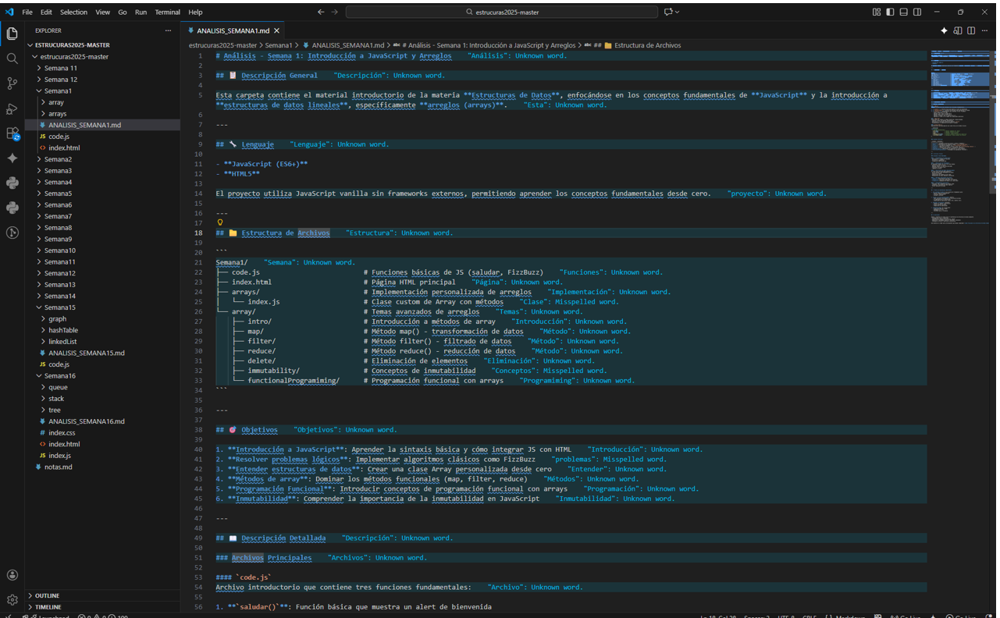 File Edit Selection View Go Run Terminal Help
estrucuras2025-master
EXPLORER
ESTRUCURAS2025-MASTER
estrucuras2025-master
Semana 11
Semana 12
Semana1
array
arrays
ANALISIS_SEMANA1.md
JS code.js
<> index.html
Semana2
Semana3
Semana4
Semana5
Semana6
Semana7
Semana8
Semana9
Semana10
Semana11
Semana12
Semana13
Semana14
Semana15
graph
hashTable
linkedList
ANALISIS_SEMANA15.md
JS code.js
Semana16
queue
stack
tree
ANALISIS_SEMANA16.md
# index.css
<> index.html
JS index.js
notas.md
OUTLINE
TIMELINE
ANALISIS_SEMANA1.md
estrucuras2025-master > Semana1 > ANALISIS_SEMANA1.md > # Análisis - Semana 1: Introducción a JavaScript y Arreglos > ## 📁 Estructura de Archivos
1 # Análisis - Semana 1: Introducción a JavaScript y Arreglos "Análisis": Unknown word.
2
3 ## 📋 Descripción General "Descripción": Unknown word.
4
5 Esta carpeta contiene el material introductorio de la materia **Estructuras de Datos**, enfocándose en los conceptos fundamentales de **JavaScript** y la introducción a
**estructuras de datos lineales**, específicamente **arreglos (arrays)**. "Esta": Unknown word.
6
7 ---
8
9 ## 🔧 Lenguaje "Lenguaje": Unknown word.
10
11 - **JavaScript (ES6+)**
12 - **HTML5**
13
14 El proyecto utiliza JavaScript vanilla sin frameworks externos, permitiendo aprender los conceptos fundamentales desde cero. "proyecto": Unknown word.
15
16 ---
17
18 ## 📁 Estructura de Archivos "Estructura": Unknown word.
19
20 ```
21 Semana1/ "Semana": Unknown word.
22 ├── code.js # Funciones básicas de JS (saludar, FizzBuzz) "Funciones": Unknown word.
23 ├── index.html # Página HTML principal "Página": Unknown word.
24 ├── arrays/ # Implementación personalizada de arreglos "Implementación": Unknown word.
25 │ └── index.js # Clase custom de Array con métodos "Clase": Misspelled word.
26 └── array/ # Temas avanzados de arreglos "Temas": Unknown word.
27 ├── intro/ # Introducción a métodos de array "Introducción": Unknown word.
28 ├── map/ # Método map() - transformación de datos "Método": Unknown word.
29 ├── filter/ # Método filter() - filtrado de datos "Método": Unknown word.
30 ├── reduce/ # Método reduce() - reducción de datos "Método": Unknown word.
31 ├── delete/ # Eliminación de elementos "Eliminación": Unknown word.
32 ├── immutability/ # Conceptos de inmutabilidad "Conceptos": Misspelled word.
33 └── functionalProgramiming/ # Programación funcional con arrays "Programiming": Unknown word.
34 ```
35
36 ---
37
38 ## 🎯 Objetivos "Objetivos": Unknown word.
39
40 1. **Introducción a JavaScript**: Aprender la sintaxis básica y cómo integrar JS con HTML "Introducción": Unknown word.
41 2. **Resolver problemas lógicos**: Implementar algoritmos clásicos como FizzBuzz "problemas": Misspelled word.
42 3. **Entender estructuras de datos**: Crear una clase Array personalizada desde cero "Entender": Unknown word.
43 4. **Métodos de array**: Dominar los métodos funcionales (map, filter, reduce) "Métodos": Unknown word.
44 5. **Programación Funcional**: Introducir conceptos de programación funcional con arrays "Programación": Unknown word.
45 6. **Inmutabilidad**: Comprender la importancia de la inmutabilidad en JavaScript "Inmutabilidad": Unknown word.
46
47 ---
48
49 ## 📖 Descripción Detallada "Descripción": Unknown word.
50
51 ### Archivos Principales "Archivos": Unknown word.
52
53 #### `code.js`
54 Archivo introductorio que contiene tres funciones fundamentales: "Archivo": Unknown word.
55
56 1. **`saludar()`**: Función básica que muestra un alert de bienvenida